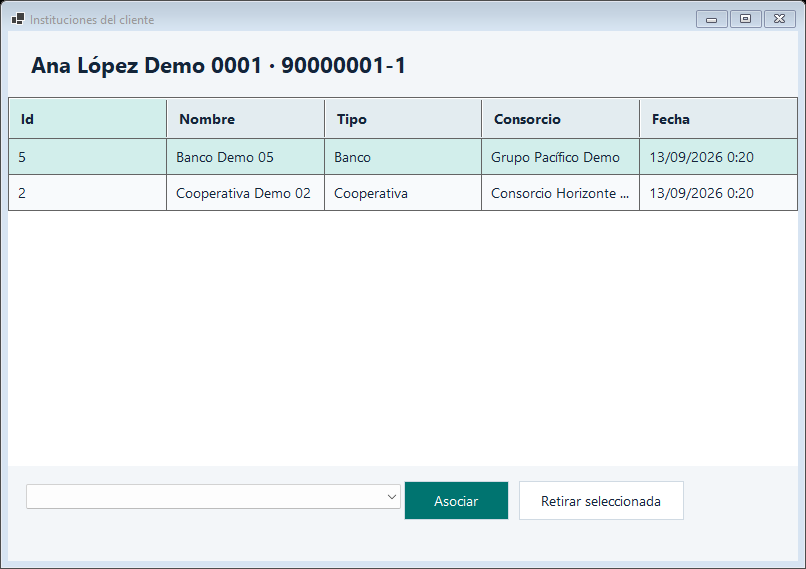 Instituciones del cliente
Ana López Demo 0001 · 90000001-1
Id Nombre Tipo Consorcio Fecha
5 Banco Demo 05 Banco Grupo Pacífico Demo 13/09/2026 0:20
2 Cooperativa Demo 02 Cooperativa Consorcio Horizonte ... 13/09/2026 0:20
Asociar Retirar seleccionada